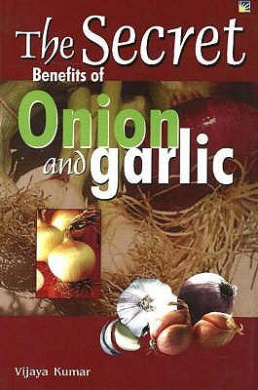 The Secret
Benefits of
Onion
and garlic
Vijaya Kumar